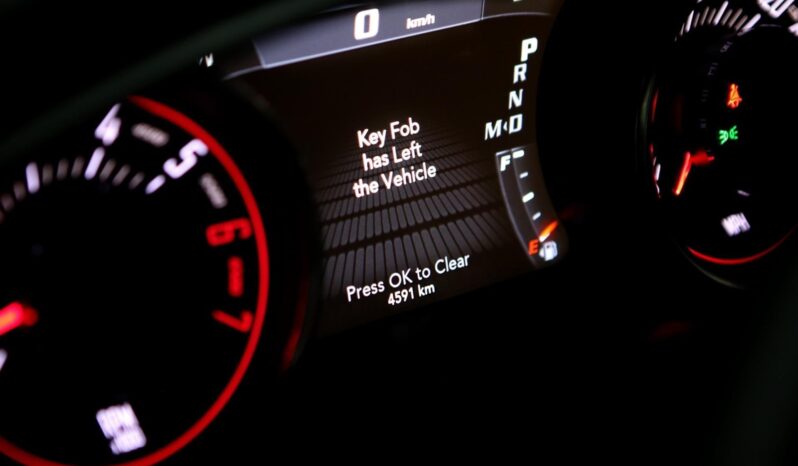 0 km/h
P
R
N
M◂D
Key Fob
has Left
the Vehicle
F
E
Press OK to Clear
4591 km
4
5
6
7
RPM
MPH